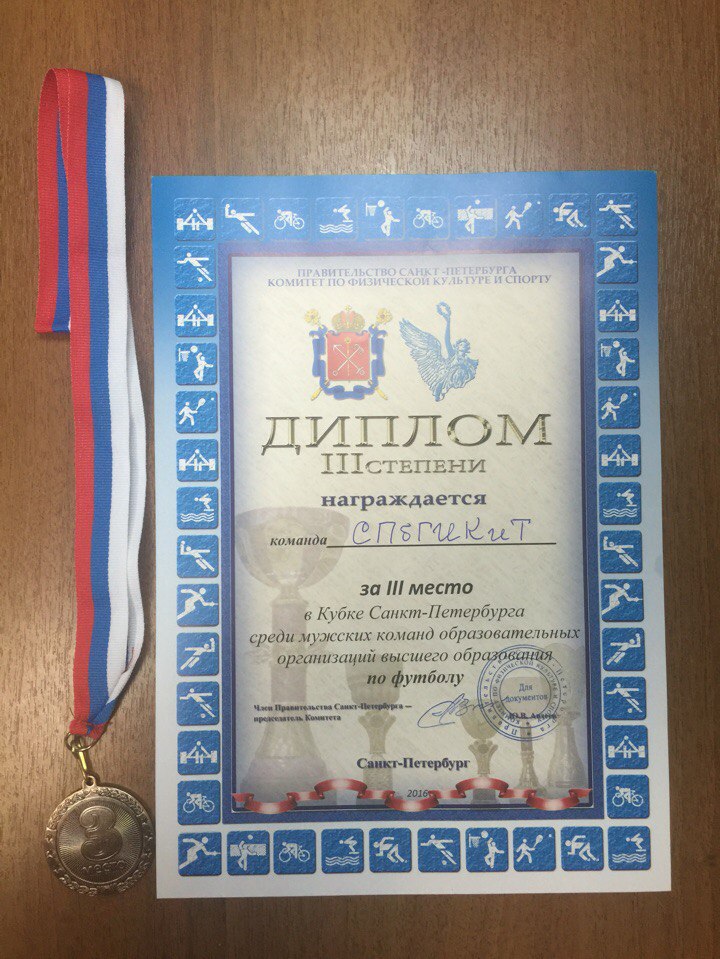 ПРАВИТЕЛЬСТВО САНКТ-ПЕТЕРБУРГА
КОМИТЕТ ПО ФИЗИЧЕСКОЙ КУЛЬТУРЕ И СПОРТУ
ДИПЛОМ
III СТЕПЕНИ
награждается
команда СПбГИКиТ
за III место
в Кубке Санкт-Петербурга
среди мужских команд образовательных
организаций высшего образования
по футболу
Член Правительства Санкт-Петербурга —
председатель Комитета
Для
документов
Ю.В. Авдеев
Санкт-Петербург
2016г
3
МЕСТО